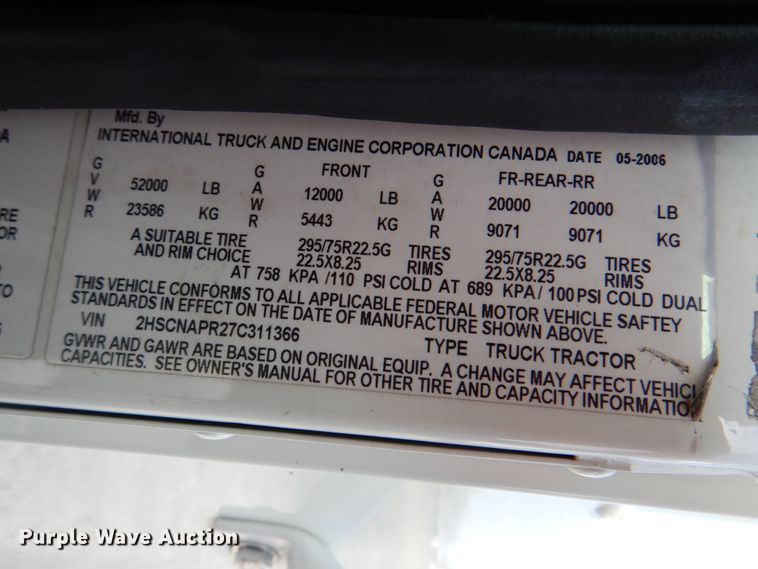 Mfd. By
INTERNATIONAL TRUCK AND ENGINE CORPORATION CANADA DATE 05-2006
G G FRONT G FR-REAR-RR
V 52000 LB A 12000 LB A 20000 20000 LB
W W W
R 23586 KG R 5443 KG R 9071 9071 KG
A SUITABLE TIRE 295/75R22.5G TIRES 295/75R22.5G TIRES
AND RIM CHOICE 22.5X8.25 RIMS 22.5X8.25 RIMS
AT 758 KPA /110 PSI COLD AT 689 KPA / 100 PSI COLD DUAL
THIS VEHICLE CONFORMS TO ALL APPLICABLE FEDERAL MOTOR VEHICLE SAFTEY
STANDARDS IN EFFECT ON THE DATE OF MANUFACTURE SHOWN ABOVE.
VIN 2HSCNAPR27C311366 TYPE TRUCK TRACTOR
GVWR AND GAWR ARE BASED ON ORIGINAL EQUIP. A CHANGE MAY AFFECT VEHICL
CAPACITIES. SEE OWNER'S MANUAL FOR OTHER TIRE AND CAPACITY INFORMATIO
RE
OR
TO
Purple Wave Auction